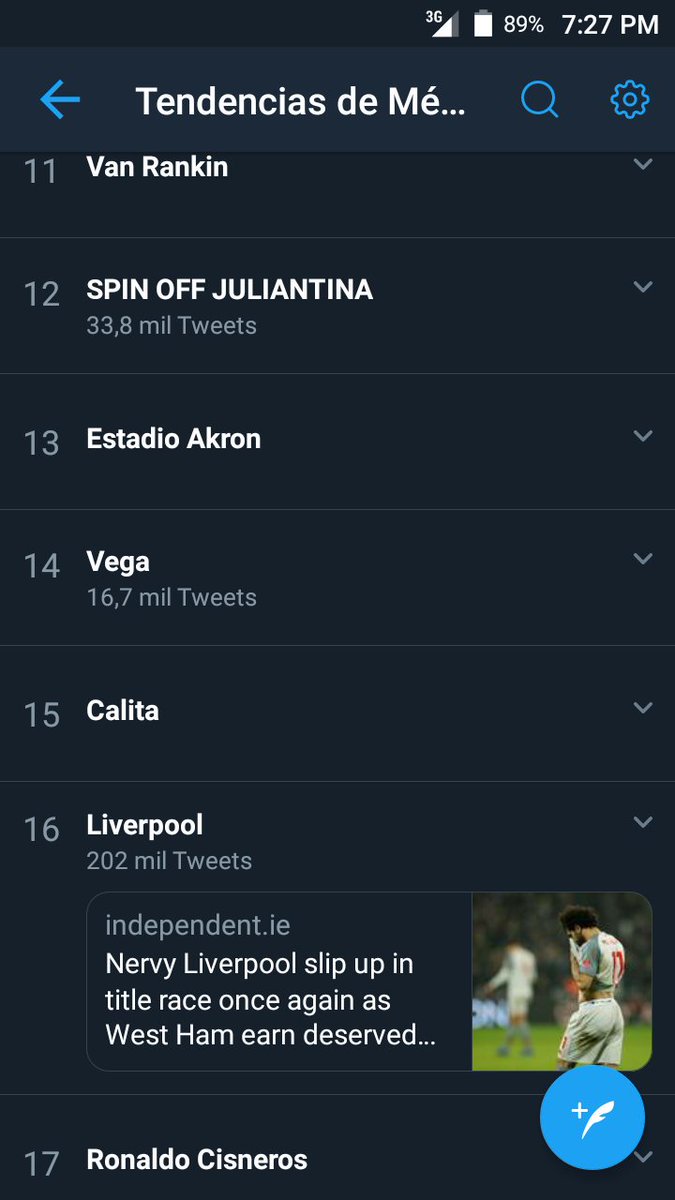 3G 89% 7:27 PM
Tendencias de Mé...
11 Van Rankin
12 SPIN OFF JULIANTINA
33,8 mil Tweets
13 Estadio Akron
14 Vega
16,7 mil Tweets
15 Calita
16 Liverpool
202 mil Tweets
independent.ie
Nervy Liverpool slip up in
title race once again as
West Ham earn deserved...
11
17 Ronaldo Cisneros